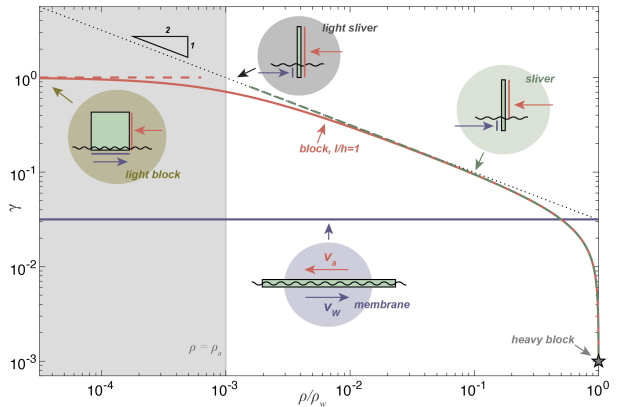 2
1
light sliver
sliver
block, l/h=1
light block
v_a
v_w
membrane
heavy block
ρ = ρ_a
γ
10^0
10^-1
10^-2
10^-3
10^-4
10^-3
10^-2
10^-1
10^0
ρ/ρ_w